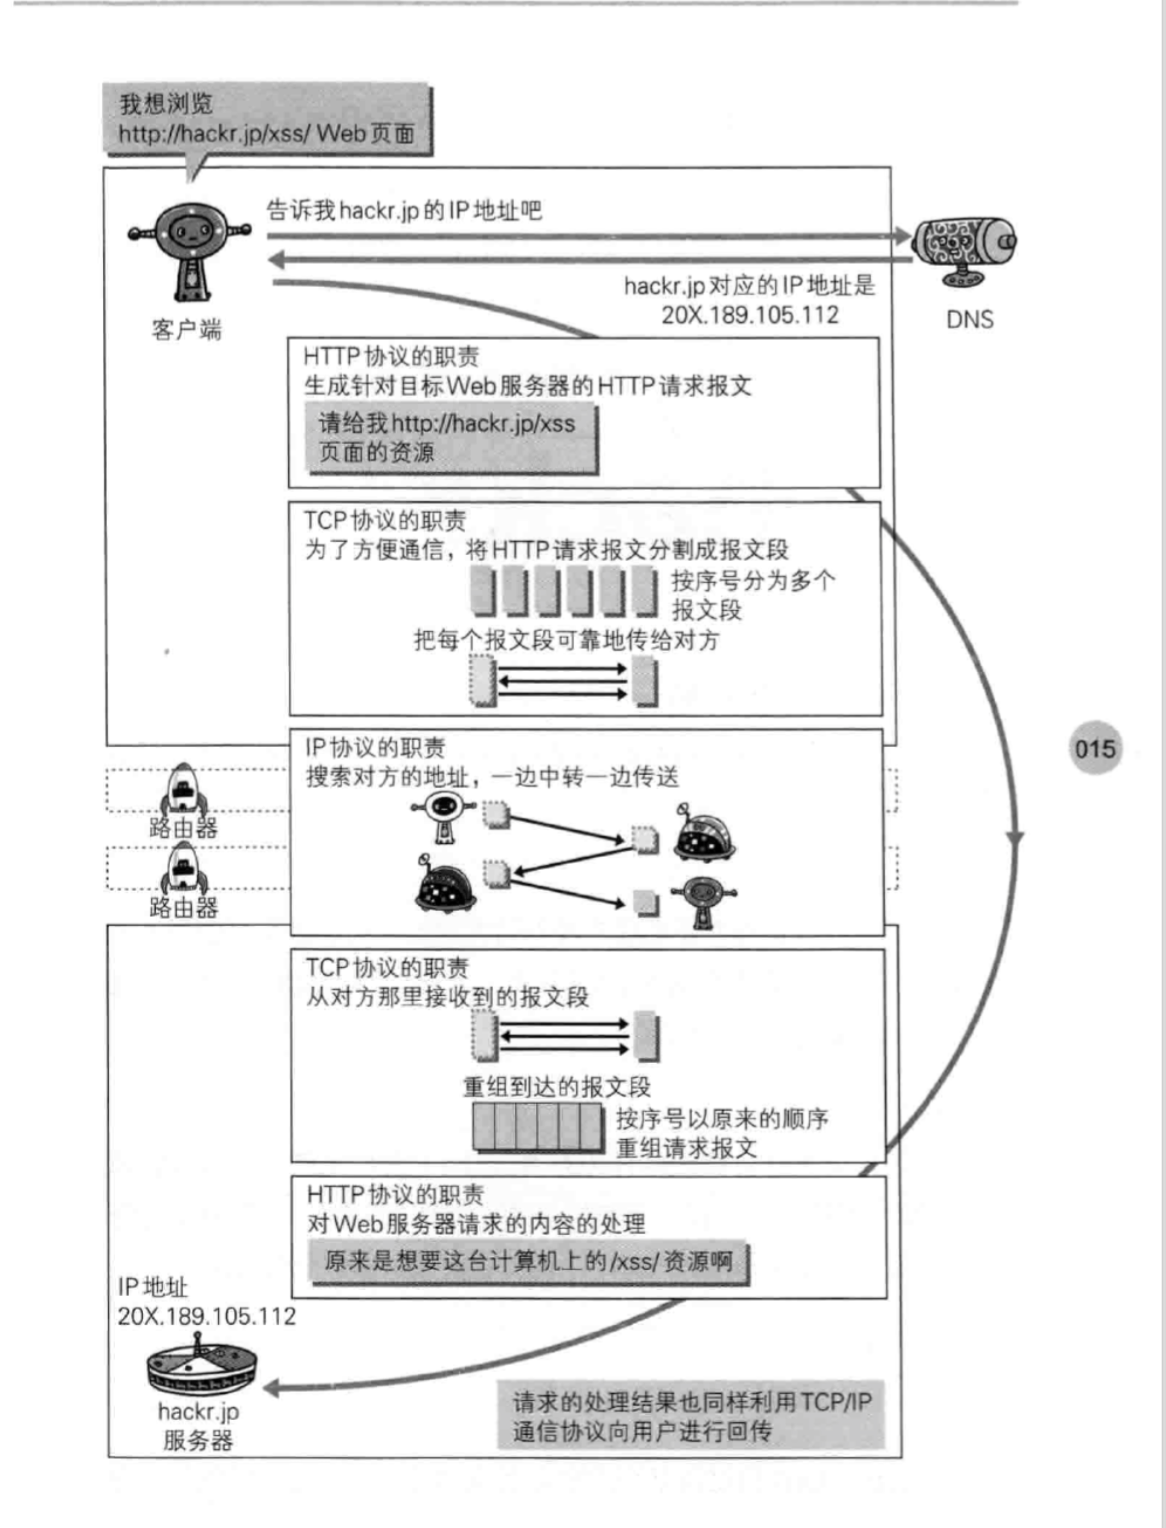 我想浏览
http://hackr.jp/xss/ Web页面
告诉我hackr.jp的IP地址吧
hackr.jp对应的IP地址是
20X.189.105.112
客户端
DNS
HTTP协议的职责
生成针对目标Web服务器的HTTP请求报文
请给我http://hackr.jp/xss
页面的资源
TCP协议的职责
为了方便通信，将HTTP请求报文分割成报文段
按序号分为多个
报文段
把每个报文段可靠地传给对方
IP协议的职责
搜索对方的地址，一边中转一边传送
路由器
路由器
015
TCP协议的职责
从对方那里接收到的报文段
重组到达的报文段
按序号以原来的顺序
重组请求报文
HTTP协议的职责
对Web服务器请求的内容的处理
原来是想要这台计算机上的/xss/资源啊
IP地址
20X.189.105.112
hackr.jp
服务器
请求的处理结果也同样利用TCP/IP
通信协议向用户进行回传